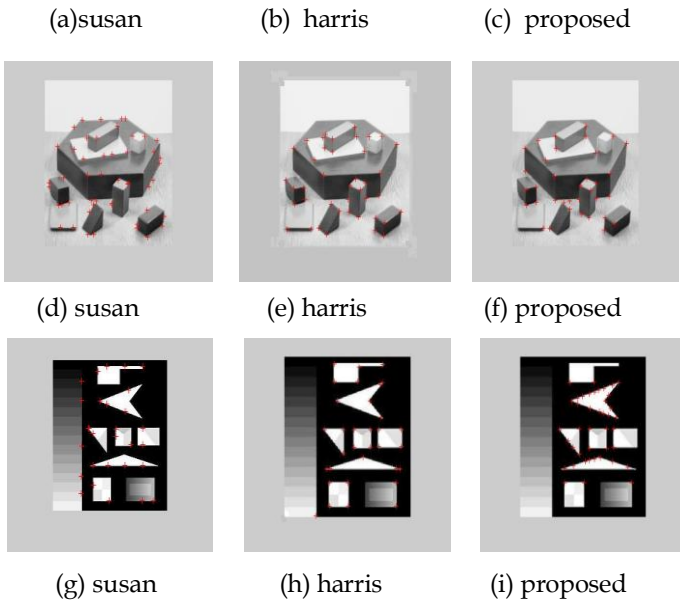 (a)susan (b) harris (c) proposed
(d) susan (e) harris (f) proposed
(g) susan (h) harris (i) proposed